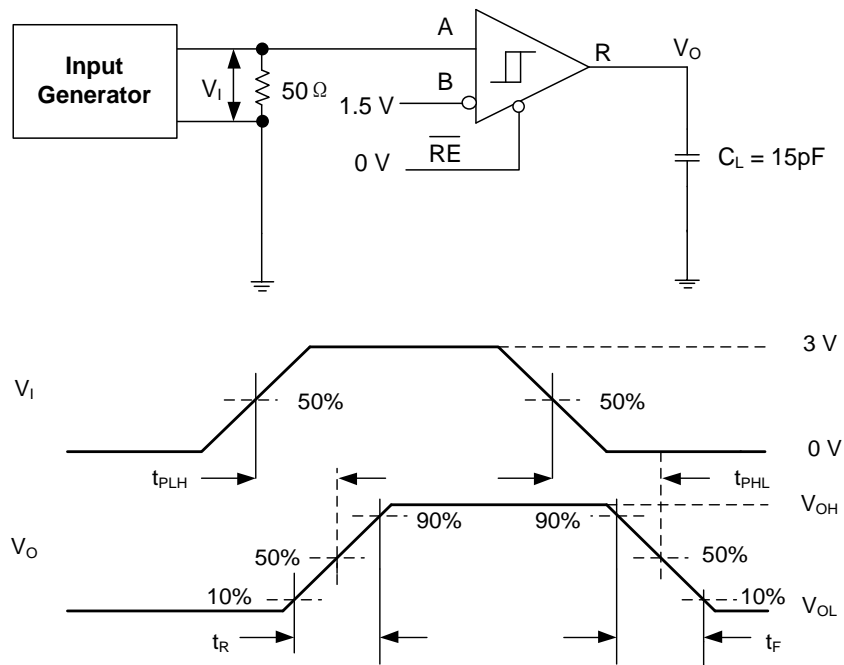 Input
Generator
V_I
50 Ω
A
B
1.5 V
0 V
R̅E̅
R
V_O
C_L = 15pF
3 V
V_I
50%
50%
0 V
t_PLH
t_PHL
V_OH
90%
90%
V_O
50%
50%
10%
10%
V_OL
t_R
t_F